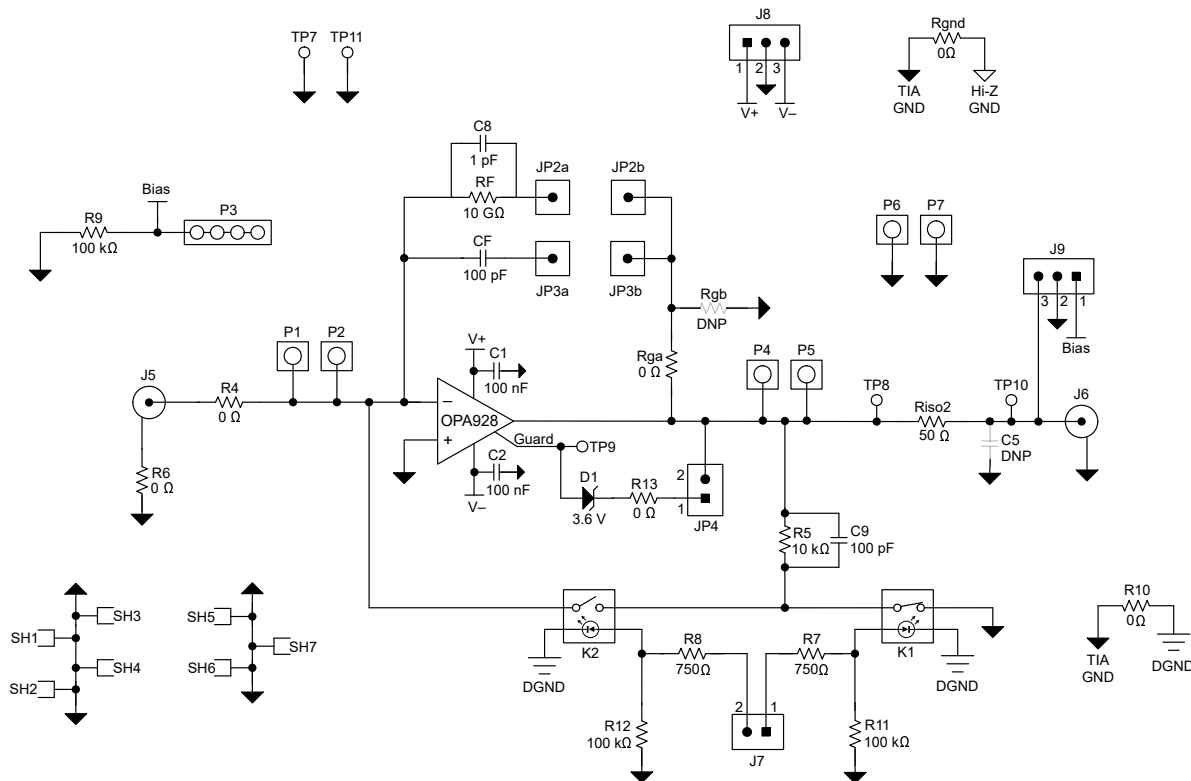 TP7 TP11
J8
1 2 3
V+ V–
Rgnd
0Ω
TIA
GND
Hi-Z
GND
C8
1 pF
RF
10 GΩ
JP2a
JP2b
Bias
R9
100 kΩ
P3
CF
100 pF
JP3a
JP3b
P6 P7
J9
3 2 1
Bias
Rgb
DNP
Rga
0 Ω
J5
R4
0 Ω
P1 P2
V+
C1
100 nF
–
+
OPA928
Guard
TP9
C2
100 nF
V–
R6
0 Ω
D1
3.6 V
R13
0 Ω
2
1
JP4
P4 P5
TP8
Riso2
50 Ω
TP10
C5
DNP
J6
R5
10 kΩ
C9
100 pF
SH3
SH1
SH4
SH2
SH5
SH7
SH6
K2
DGND
R8
750Ω
R7
750Ω
K1
DGND
R12
100 kΩ
2 1
J7
R11
100 kΩ
R10
0Ω
TIA
GND
DGND